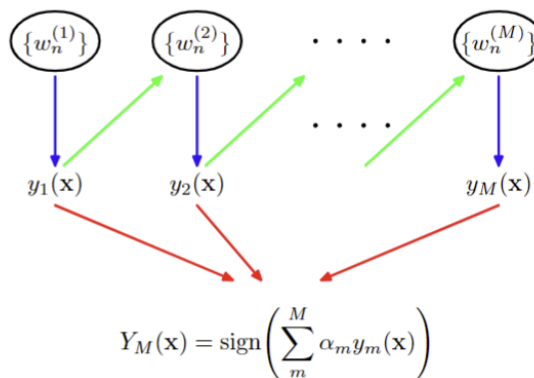 {w_n^{(1)}} {w_n^{(2)}} . . . . {w_n^{(M)}}
. . . .
y_1(x) y_2(x) y_M(x)
Y_M(x) = sign(∑_m^M α_m y_m(x))